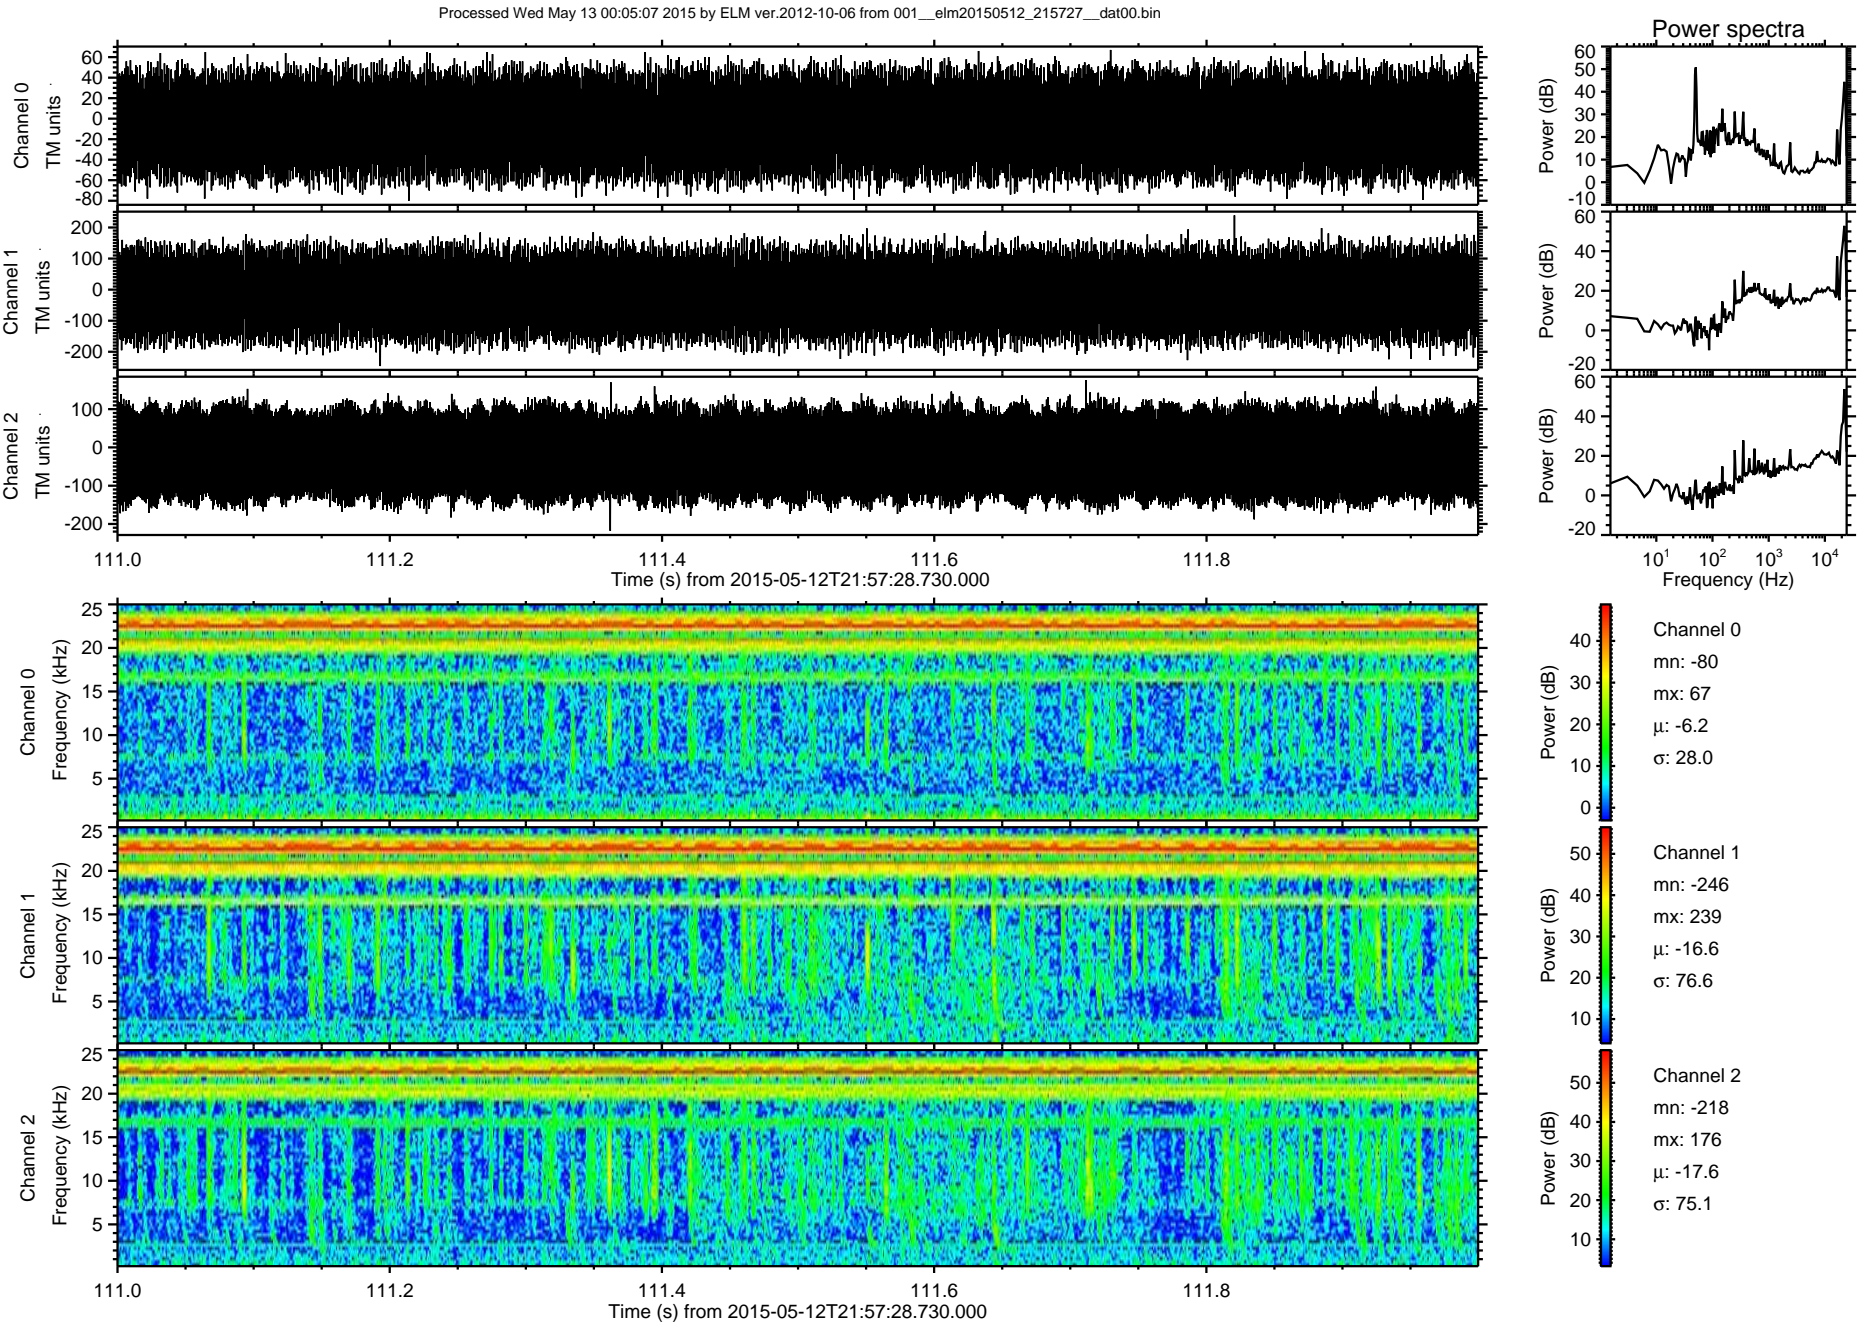 Processed Wed May 13 00:05:07 2015 by ELM ver.2012-10-06 from 001__elm20150512_215727__dat00.bin
Power spectra
Channel 0
TM units
60
40
20
0
-20
-40
-60
-80
Power (dB)
60
50
40
30
20
10
0
-10
Channel 1
TM units
200
100
0
-100
-200
Power (dB)
60
40
20
0
-20
Channel 2
TM units
100
0
-100
-200
Power (dB)
60
40
20
0
-20
111.0 111.2 111.4 111.6 111.8
Time (s) from 2015-05-12T21:57:28.730.000
10¹ 10² 10³ 10⁴
Frequency (Hz)
Channel 0
Frequency (kHz)
25
20
15
10
5
Power (dB)
40
30
20
10
0
Channel 0
mn: -80
mx: 67
μ: -6.2
σ: 28.0
Channel 1
Frequency (kHz)
25
20
15
10
5
Power (dB)
50
40
30
20
10
Channel 1
mn: -246
mx: 239
μ: -16.6
σ: 76.6
Channel 2
Frequency (kHz)
25
20
15
10
5
Power (dB)
50
40
30
20
10
Channel 2
mn: -218
mx: 176
μ: -17.6
σ: 75.1
111.0 111.2 111.4 111.6 111.8
Time (s) from 2015-05-12T21:57:28.730.000